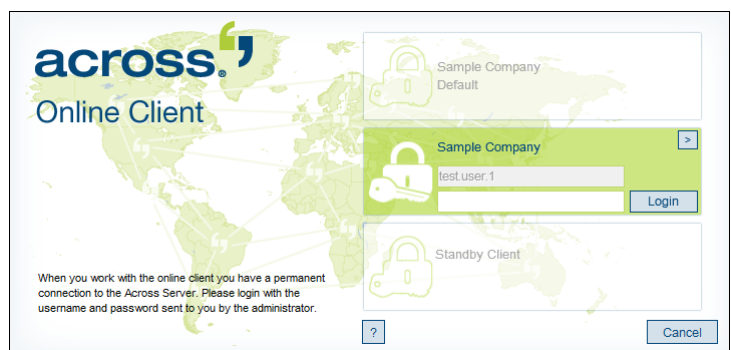 across®
Online Client
When you work with the online client you have a permanent
connection to the Across Server. Please login with the
username and password sent to you by the administrator.
Sample Company
Default
Sample Company
>
test.user.1
Login
Standby Client
?
Cancel